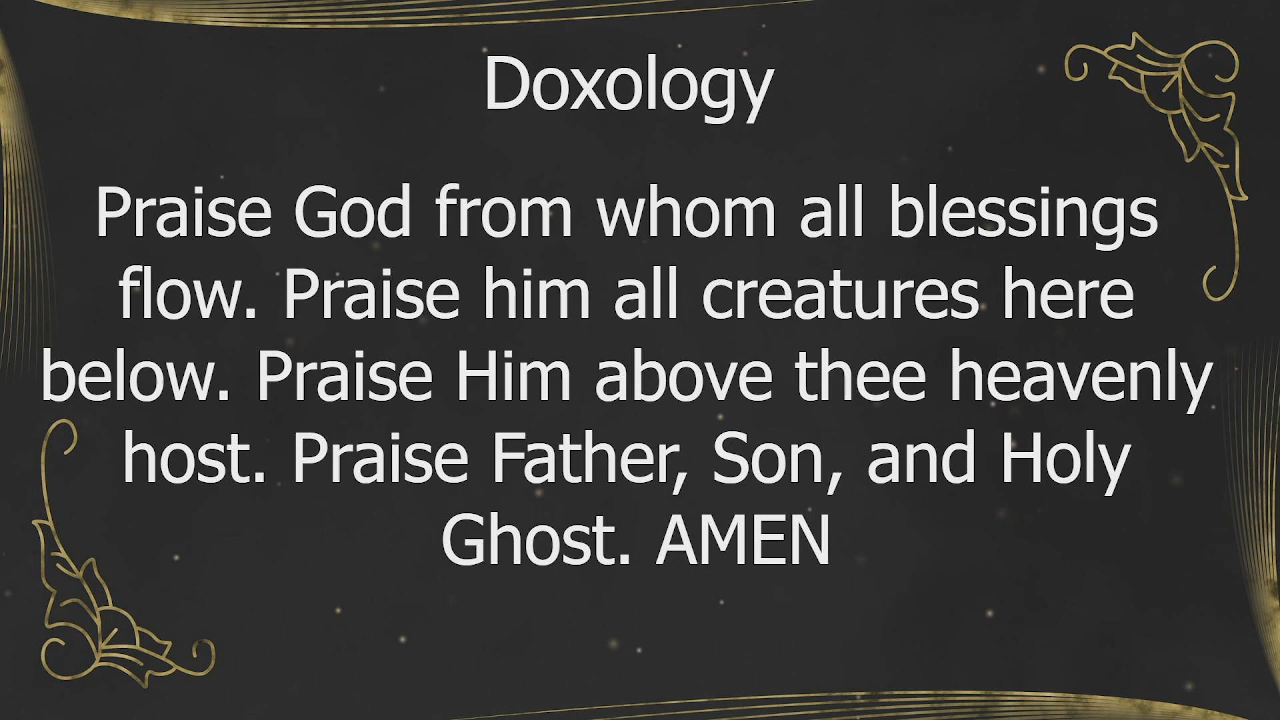 Doxology
Praise God from whom all blessings
flow. Praise him all creatures here
below. Praise Him above thee heavenly
host. Praise Father, Son, and Holy
Ghost. AMEN